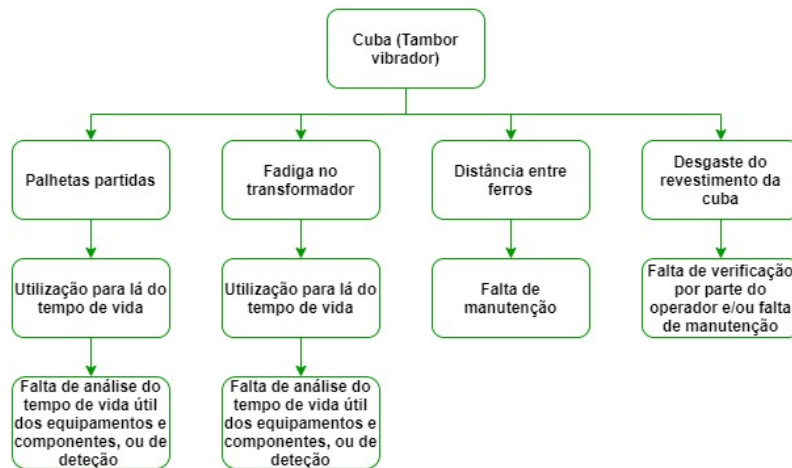 Cuba (Tambor
vibrador)
Palhetas partidas
Fadiga no
transformador
Distância entre
ferros
Desgaste do
revestimento da
cuba
Utilização para lá do
tempo de vida
Utilização para lá do
tempo de vida
Falta de
manutenção
Falta de verificação
por parte do
operador e/ou falta
de manutenção
Falta de análise do
tempo de vida útil
dos equipamentos e
componentes, ou de
deteção
Falta de análise do
tempo de vida útil
dos equipamentos e
componentes, ou de
deteção